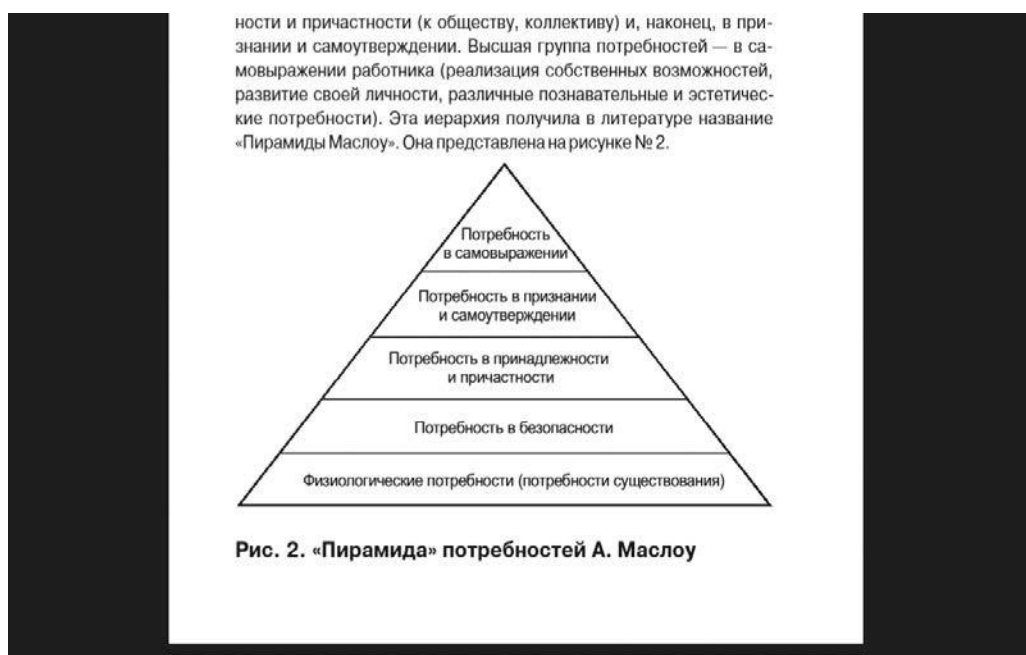 ности и причастности (к обществу, коллективу) и, наконец, в при-
знании и самоутверждении. Высшая группа потребностей — в са-
мовыражении работника (реализация собственных возможностей,
развитие своей личности, различные познавательные и эстетичес-
кие потребности). Эта иерархия получила в литературе название
«Пирамиды Маслоу». Она представлена на рисунке № 2.
Потребность
в самовыражении
Потребность в признании
и самоутверждении
Потребность в принадлежности
и причастности
Потребность в безопасности
Физиологические потребности (потребности существования)
Рис. 2. «Пирамида» потребностей А. Маслоу